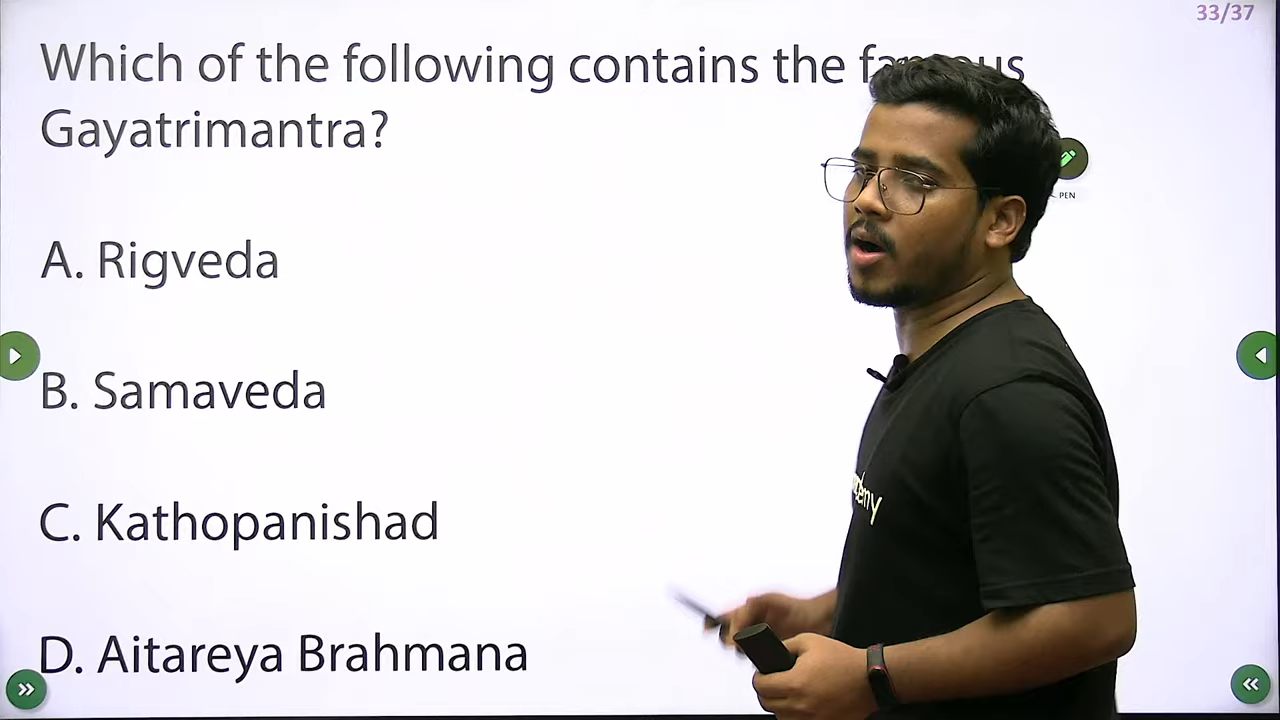 33/37
Which of the following contains the
Gayatrimantra?
PEN
A. Rigveda
B. Samaveda
C. Kathopanishad
D. Aitareya Brahmana